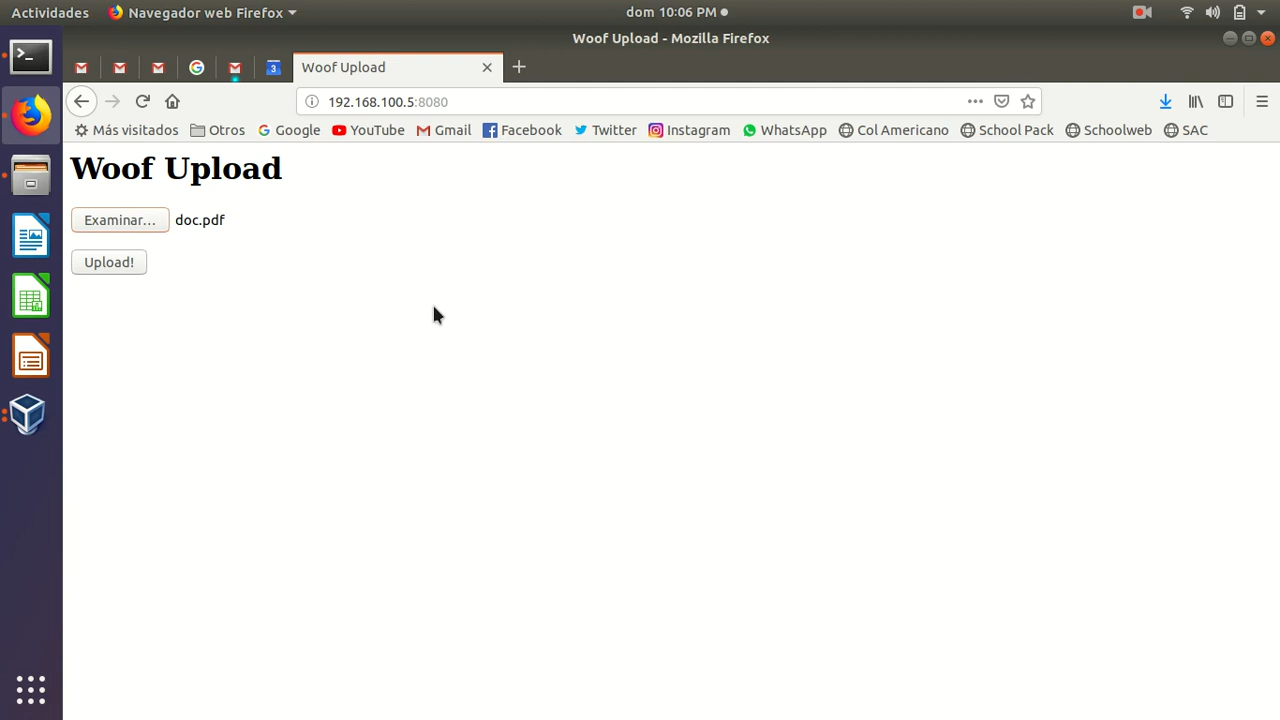 Actividades Navegador web Firefox dom 10:06 PM
Woof Upload - Mozilla Firefox
3 Woof Upload
192.168.100.5:8080
Más visitados Otros Google YouTube Gmail Facebook Twitter Instagram WhatsApp Col Americano School Pack Schoolweb SAC
Woof Upload
Examinar... doc.pdf
Upload!